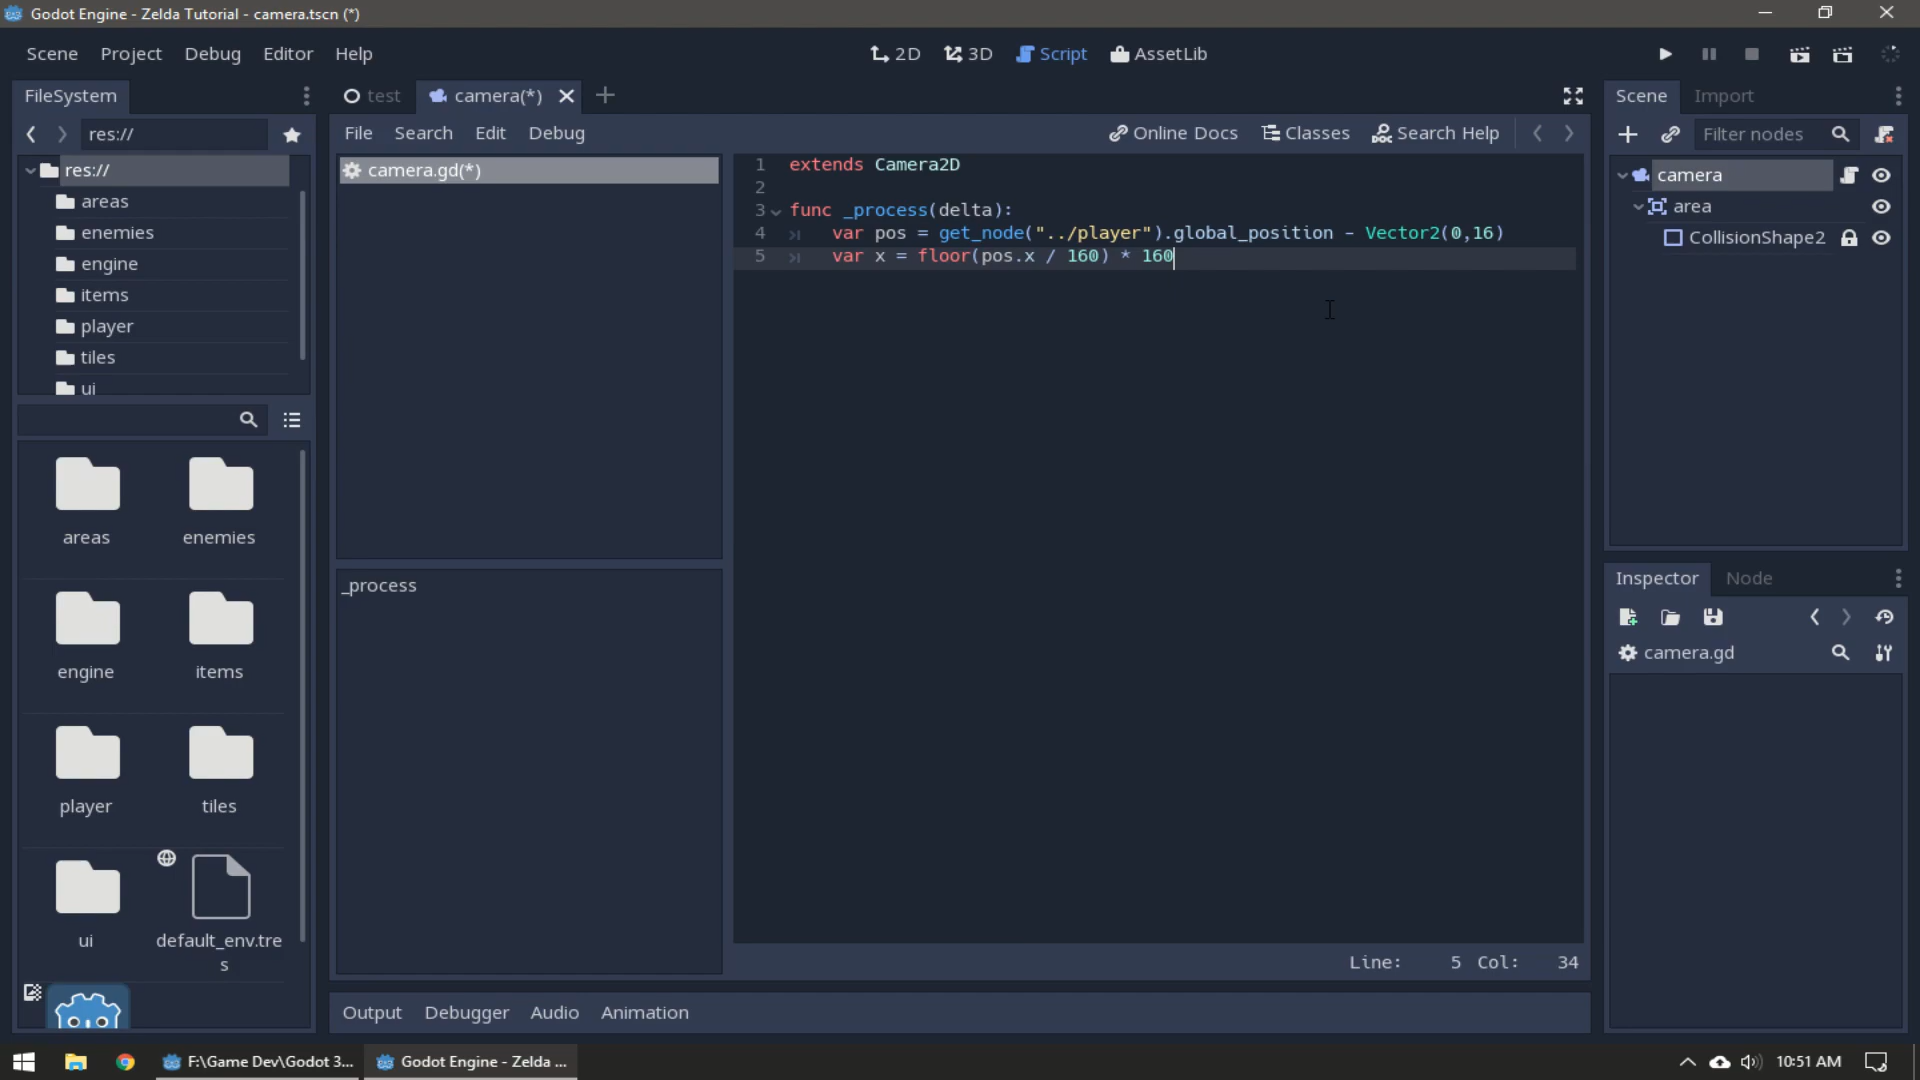 Godot Engine - Zelda Tutorial - camera.tscn (*)
Scene Project Debug Editor Help
2D 3D Script AssetLib
FileSystem
res://
res://
areas
enemies
engine
items
player
tiles
ui
areas
enemies
engine
items
player
tiles
ui
default_env.tre
s
test camera(*)
File Search Edit Debug
Online Docs Classes Search Help
camera.gd(*)
_process
1 extends Camera2D
2
3 func _process(delta):
4 var pos = get_node("../player").global_position - Vector2(0,16)
5 var x = floor(pos.x / 160) * 160
Line: 5 Col: 34
Output Debugger Audio Animation
Scene Import
Filter nodes
camera
area
CollisionShape2
Inspector Node
camera.gd
F:\Game Dev\Godot 3...
Godot Engine - Zelda ...
10:51 AM